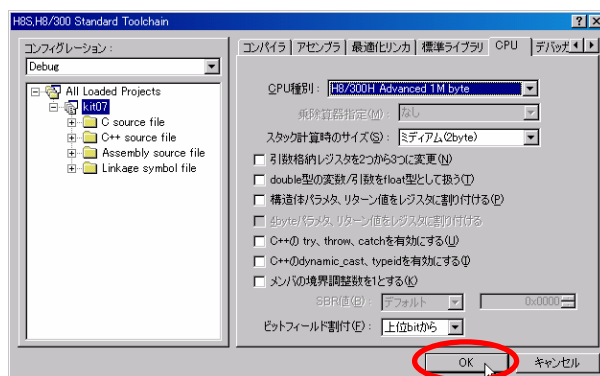 H8S,H8/300 Standard Toolchain
コンフィグレーション：
Debug
All Loaded Projects
kit07
C source file
C++ source file
Assembly source file
Linkage symbol file
コンパイラ アセンブラ 最適化リンカ 標準ライブラリ CPU デバッガ
CPU種別： H8/300H Advanced 1M byte
乗除算器指定(M)： なし
スタック計算時のサイズ(S)： ミディアム(2byte)
引数格納レジスタを2つから3つに変更(N)
double型の変数/引数をfloat型として扱う(T)
構造体パラメタ、リターン値をレジスタに割り付ける(P)
4byteパラメタ、リターン値をレジスタに割り付ける
C++の try、throw、catchを有効にする(U)
C++のdynamic_cast、typeidを有効にする(I)
メンバの境界調整数を1とする(K)
SBR値(B)： デフォルト 0x0000
ビットフィールド割付(F)： 上位bitから
OK キャンセル